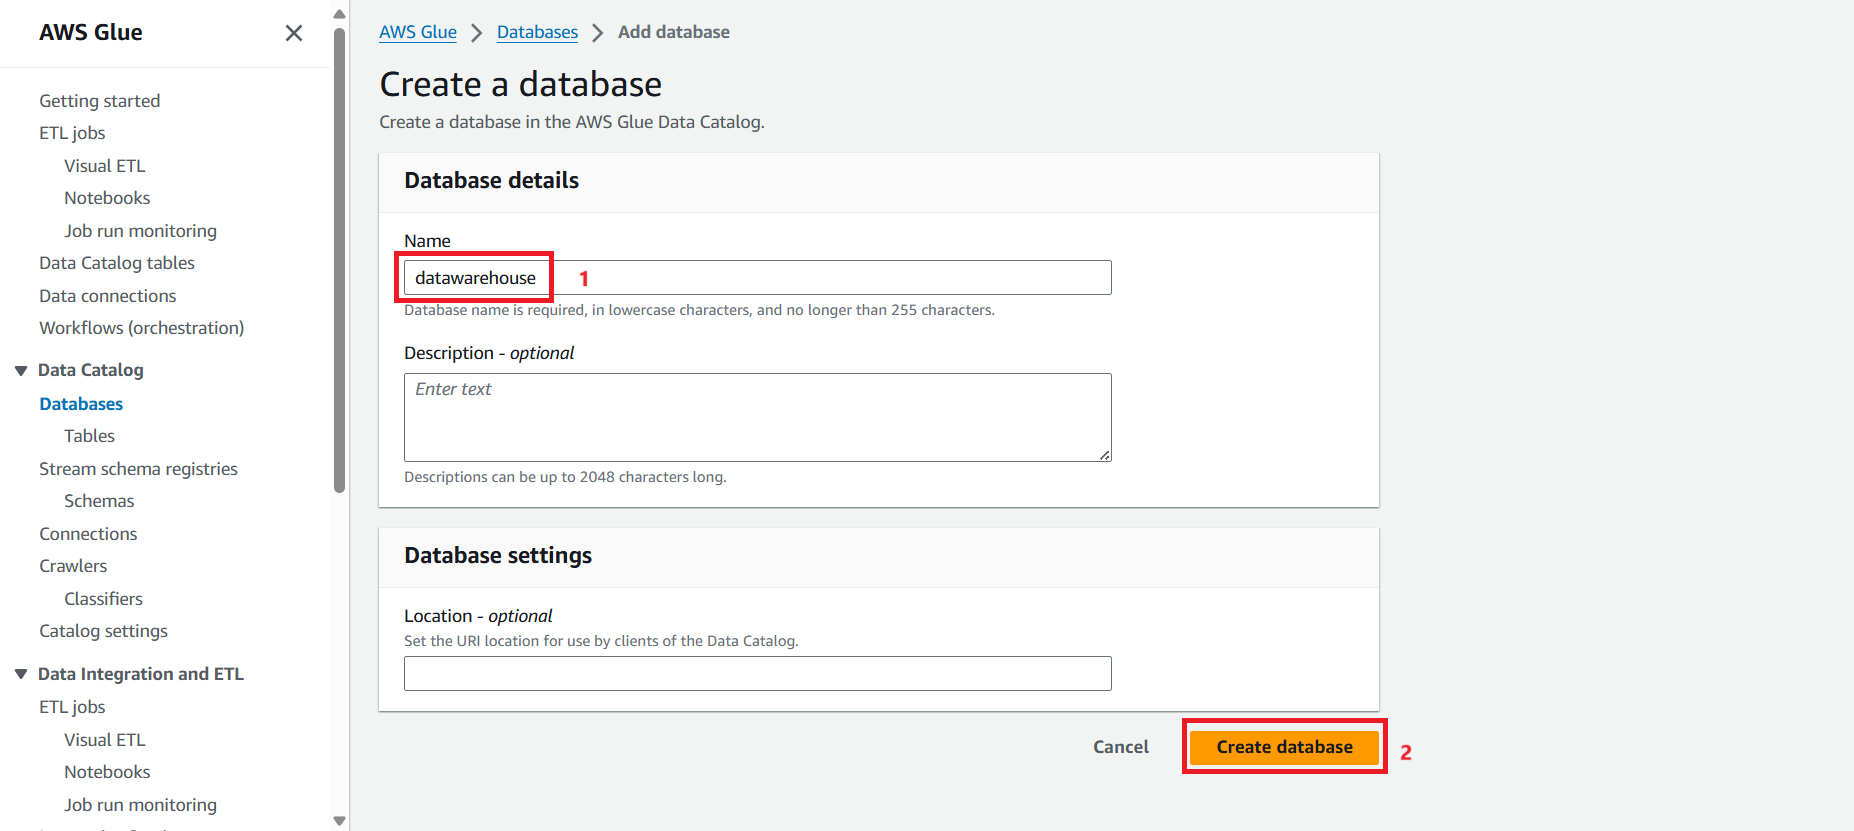 AWS Glue
Getting started
ETL jobs
Visual ETL
Notebooks
Job run monitoring
Data Catalog tables
Data connections
Workflows (orchestration)
Data Catalog
Databases
Tables
Stream schema registries
Schemas
Connections
Crawlers
Classifiers
Catalog settings
Data Integration and ETL
ETL jobs
Visual ETL
Notebooks
Job run monitoring
AWS Glue > Databases > Add database
Create a database
Create a database in the AWS Glue Data Catalog.
Database details
Name
datawarehouse 1
Database name is required, in lowercase characters, and no longer than 255 characters.
Description - optional
Enter text
Descriptions can be up to 2048 characters long.
Database settings
Location - optional
Set the URI location for use by clients of the Data Catalog.
Cancel Create database 2